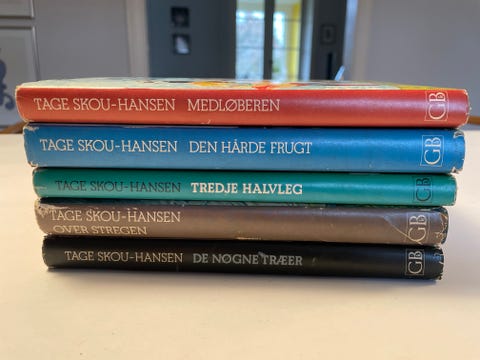 TAGE SKOU-HANSEN MEDLØBEREN GB
TAGE SKOU-HANSEN DEN HÅRDE FRUGT GB
TAGE SKOU-HANSEN TREDJE HALVLEG GB
TAGE SKOU-HANSEN
OVER STREGEN GB
TAGE SKOU-HANSEN DE NØGNE TRÆER GB